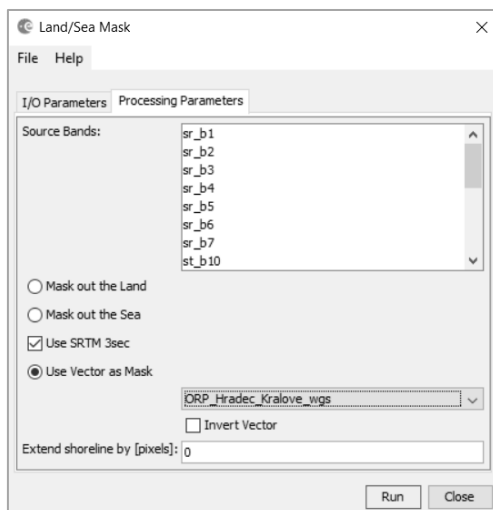 Land/Sea Mask
File Help
I/O Parameters Processing Parameters
Source Bands:
sr_b1
sr_b2
sr_b3
sr_b4
sr_b5
sr_b6
sr_b7
st_b10
Mask out the Land
Mask out the Sea
Use SRTM 3sec
Use Vector as Mask
ORP_Hradec_Kralove_wgs
Invert Vector
Extend shoreline by [pixels]: 0
Run Close